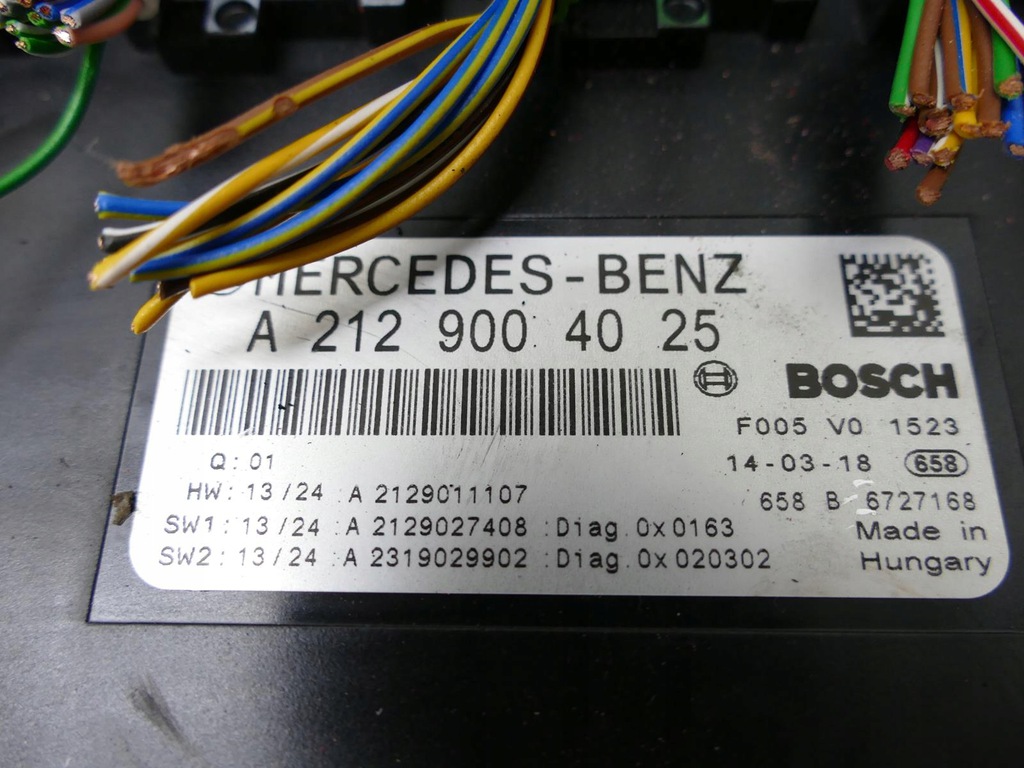 MERCEDES-BENZ
A 212 900 40 25
BOSCH
F005 V0 1523
Q: 01
14-03-18 658
HW: 13/24 :A 2129011107
658 B 6727168
SW1: 13/24 :A 2129027408 :Diag.0x0163
Made in
SW2: 13/24 :A 2319029902 :Diag.0x020302
Hungary